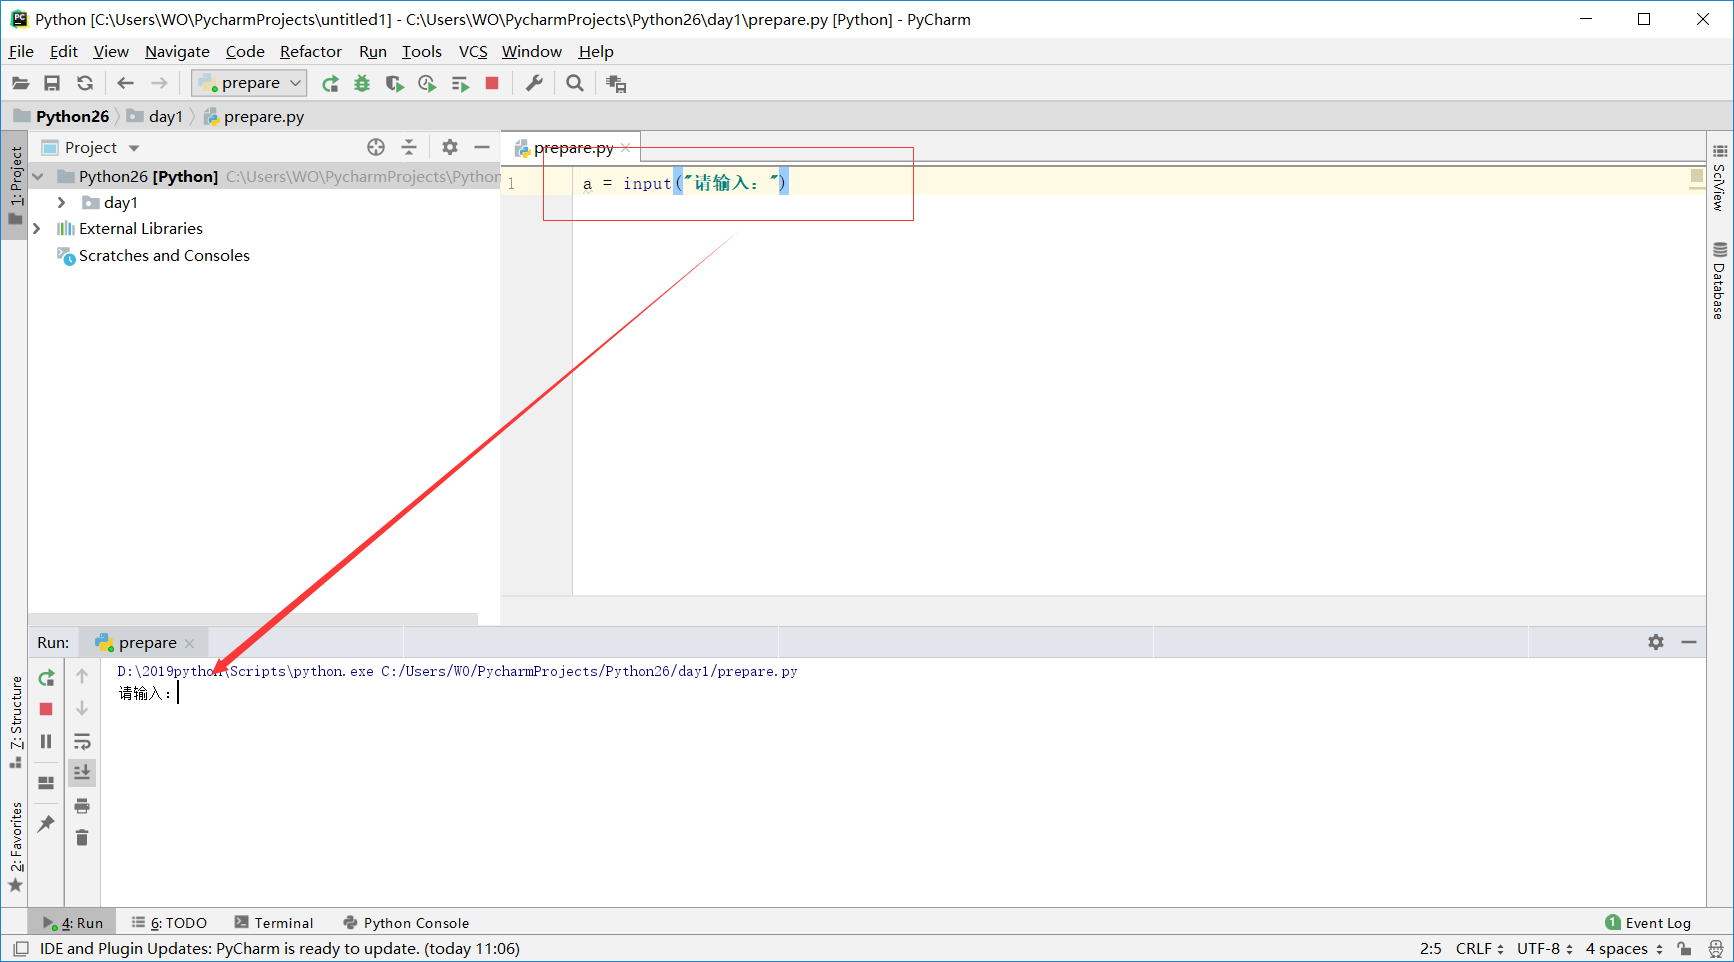 Python [C:\Users\WO\PycharmProjects\untitled1] - C:\Users\WO\PycharmProjects\Python26\day1\prepare.py [Python] - PyCharm
File Edit View Navigate Code Refactor Run Tools VCS Window Help
prepare
Python26 day1 prepare.py
1: Project
Project
prepare.py
Python26 [Python] C:\Users\WO\PycharmProjects\Python
day1
External Libraries
Scratches and Consoles
1 a = input("请输入：")
SciView
Database
Run: prepare
D:\2019python\Scripts\python.exe C:/Users/WO/PycharmProjects/Python26/day1/prepare.py
请输入：
7: Structure
2: Favorites
4: Run 6: TODO Terminal Python Console 1 Event Log
IDE and Plugin Updates: PyCharm is ready to update. (today 11:06) 2:5 CRLF UTF-8 4 spaces